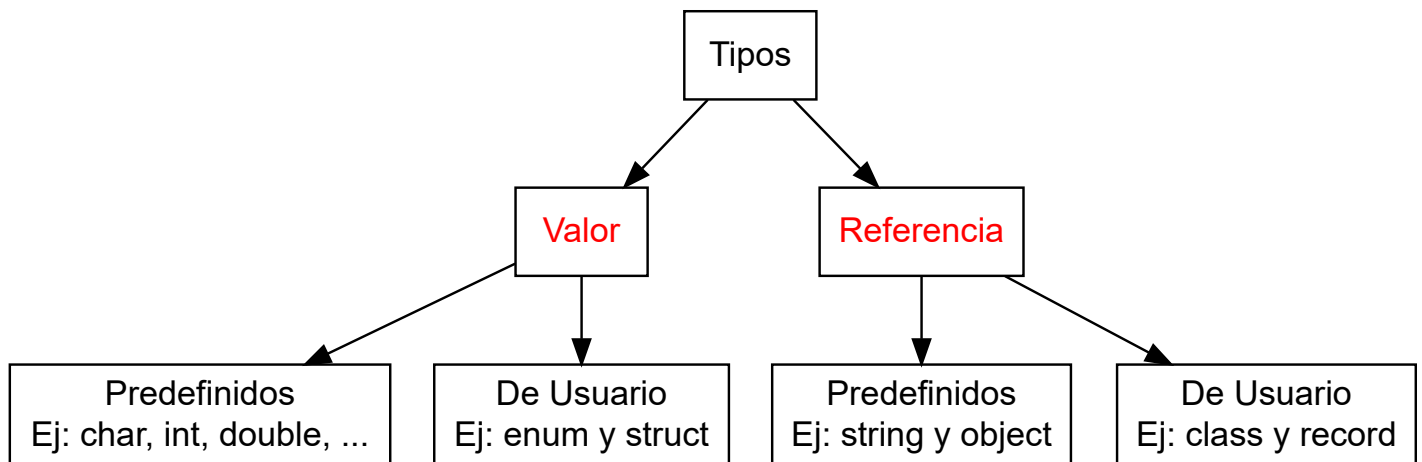 Tipos
Valor
Referencia
Predefinidos
Ej: char, int, double, ...
De Usuario
Ej: enum y struct
Predefinidos
Ej: string y object
De Usuario
Ej: class y record